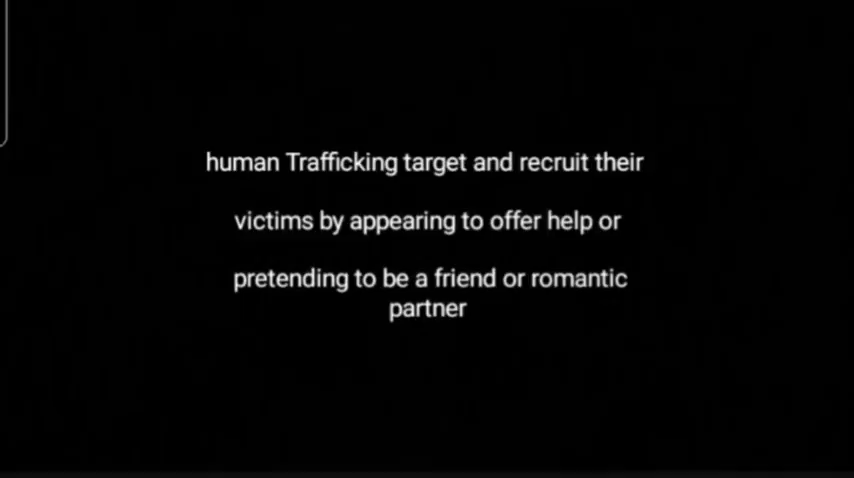 human Trafficking target and recruit their
victims by appearing to offer help or
pretending to be a friend or romantic
partner